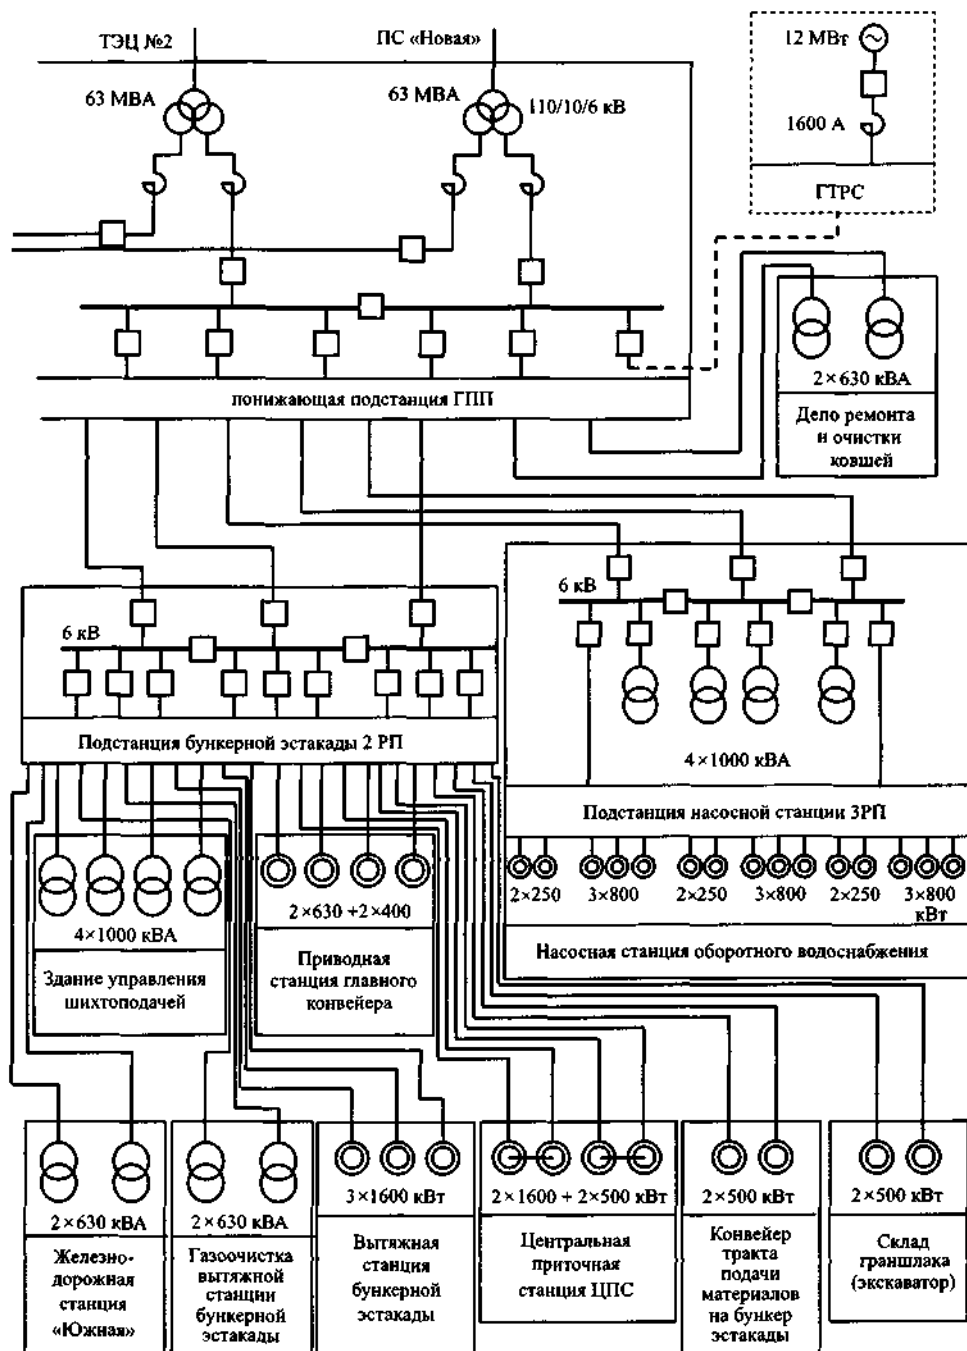 ТЭЦ №2
ПС «Новая»
12 МВт
63 МВА
63 МВА
110/10/6 кВ
1600 А
ГТРС
2×630 кВА
понижающая подстанция ГПП
Дело ремонта
и очистки
ковшей
6 кВ
6 кВ
4×1000 кВА
Подстанция бункерной эстакады 2 РП
Подстанция насосной станции 3РП
2×250
3×800
2×250
3×800
2×250
3×800
кВт
Насосная станция оборотного водоснабжения
4×1000 кВА
Здание управления
шихтоподачей
2×630 +2×400
Приводная
станция главного
конвейера
2×630 кВА
Железно-
дорожная
станция
«Южная»
2×630 кВА
Газоочистка
вытяжной
станции
бункерной
эстакады
3×1600 кВт
Вытяжная
станция
бункерной
эстакады
2×1600 + 2×500 кВт
Центральная
приточная
станция ЦПС
2×500 кВт
Конвейер
тракта
подачи
материалов
на бункер
эстакады
2×500 кВт
Склад
граншлака
(экскаватор)